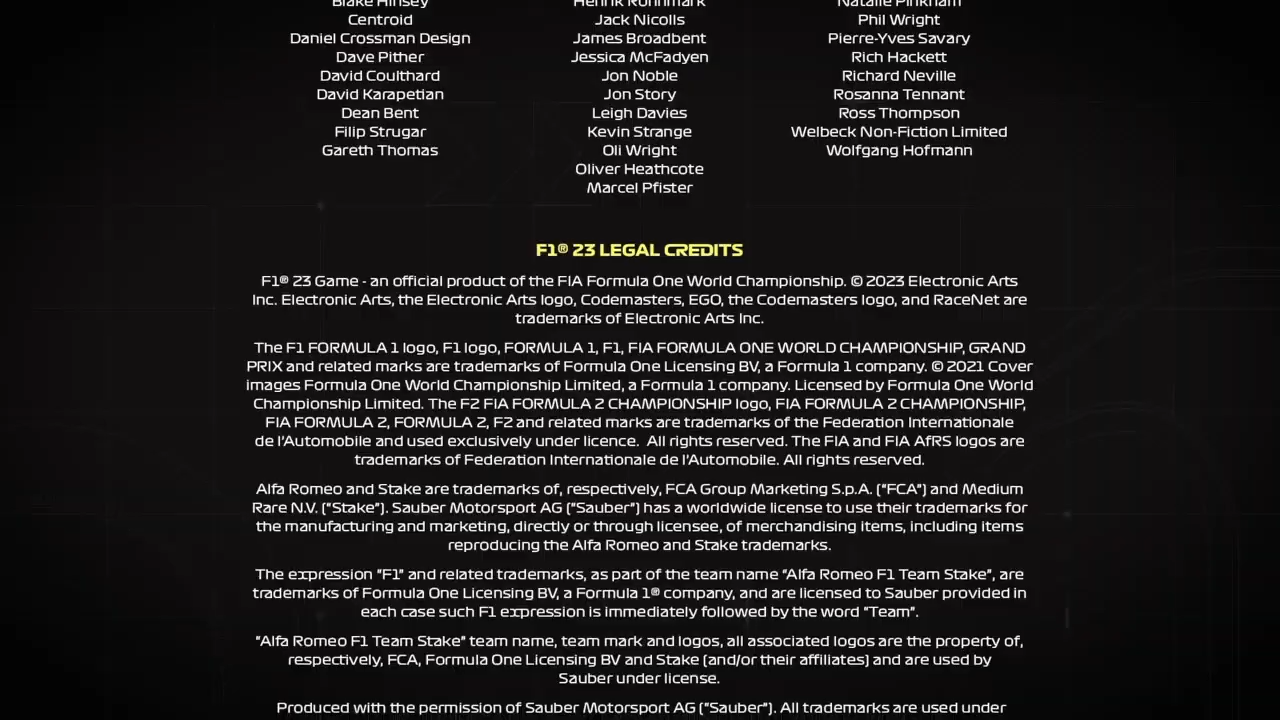 Blake Hinsey
Centroid
Daniel Crossman Design
Dave Pither
David Coulthard
David Karapetian
Dean Bent
Filip Strugar
Gareth Thomas
Henrik Rohnmark
Jack Nicolls
James Broadbent
Jessica McFadyen
Jon Noble
Jon Story
Leigh Davies
Kevin Strange
Oli Wright
Oliver Heathcote
Marcel Pfister
Natalie Pinkham
Phil Wright
Pierre-Yves Savary
Rich Hackett
Richard Neville
Rosanna Tennant
Ross Thompson
Welbeck Non-Fiction Limited
Wolfgang Hofmann
F1® 23 LEGAL CREDITS
F1® 23 Game - an official product of the FIA Formula One World Championship. © 2023 Electronic Arts
Inc. Electronic Arts, the Electronic Arts logo, Codemasters, EGO, the Codemasters logo, and RaceNet are
trademarks of Electronic Arts Inc.
The F1 FORMULA 1 logo, F1 logo, FORMULA 1, F1, FIA FORMULA ONE WORLD CHAMPIONSHIP, GRAND
PRIX and related marks are trademarks of Formula One Licensing BV, a Formula 1 company. © 2021 Cover
images Formula One World Championship Limited, a Formula 1 company. Licensed by Formula One World
Championship Limited. The F2 FIA FORMULA 2 CHAMPIONSHIP logo, FIA FORMULA 2 CHAMPIONSHIP,
FIA FORMULA 2, FORMULA 2, F2 and related marks are trademarks of the Federation Internationale
de l'Automobile and used exclusively under licence. All rights reserved. The FIA and FIA AfRS logos are
trademarks of Federation Internationale de l'Automobile. All rights reserved.
Alfa Romeo and Stake are trademarks of, respectively, FCA Group Marketing S.p.A. ("FCA") and Medium
Rare N.V. ("Stake"). Sauber Motorsport AG ("Sauber") has a worldwide license to use their trademarks for
the manufacturing and marketing, directly or through licensee, of merchandising items, including items
reproducing the Alfa Romeo and Stake trademarks.
The expression "F1" and related trademarks, as part of the team name "Alfa Romeo F1 Team Stake", are
trademarks of Formula One Licensing BV, a Formula 1® company, and are licensed to Sauber provided in
each case such F1 expression is immediately followed by the word "Team".
"Alfa Romeo F1 Team Stake" team name, team mark and logos, all associated logos are the property of,
respectively, FCA, Formula One Licensing BV and Stake (and/or their affiliates) and are used by
Sauber under license.
Produced with the permission of Sauber Motorsport AG ("Sauber"). All trademarks are used under